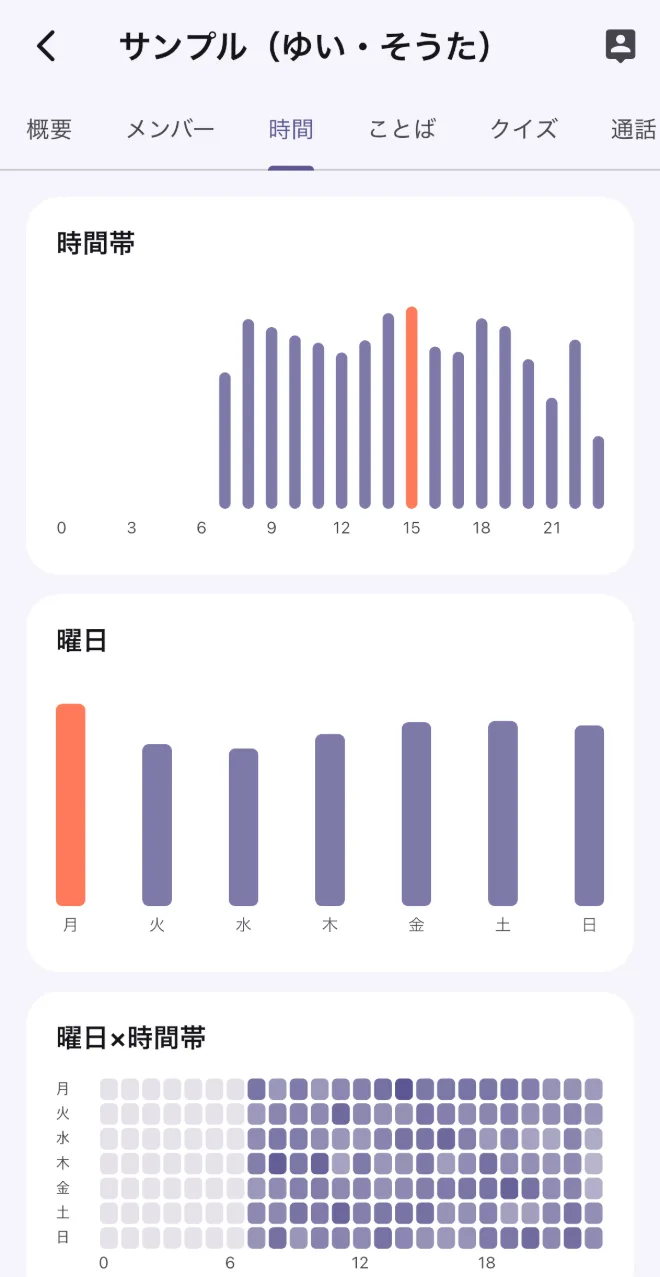 サンプル（ゆい・そうた）
概要 メンバー 時間 ことば クイズ 通話
時間帯
0 3 6 9 12 15 18 21
曜日
月 火 水 木 金 土 日
曜日×時間帯
月
火
水
木
金
土
日
0 6 12 18